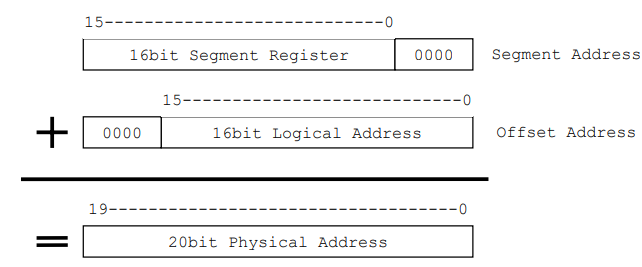 15----------------------------0
16bit Segment Register 0000 Segment Address
15----------------------------0
+ 0000 16bit Logical Address Offset Address
19-----------------------------------0
= 20bit Physical Address